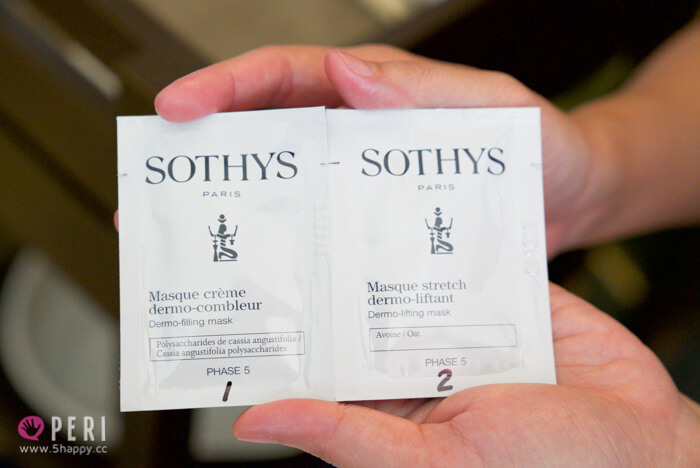 SOTHYS
PARIS
Masque crème
dermo-combleur
Dermo-filling mask
Polysaccharides de cassia angustifolia /
Cassia angustifolia polysaccharides
PHASE 5
1
SOTHYS
PARIS
Masque stretch
dermo-liftant
Dermo-lifting mask
Avoine / Oat
PHASE 5
2
PERI
www.5happy.cc